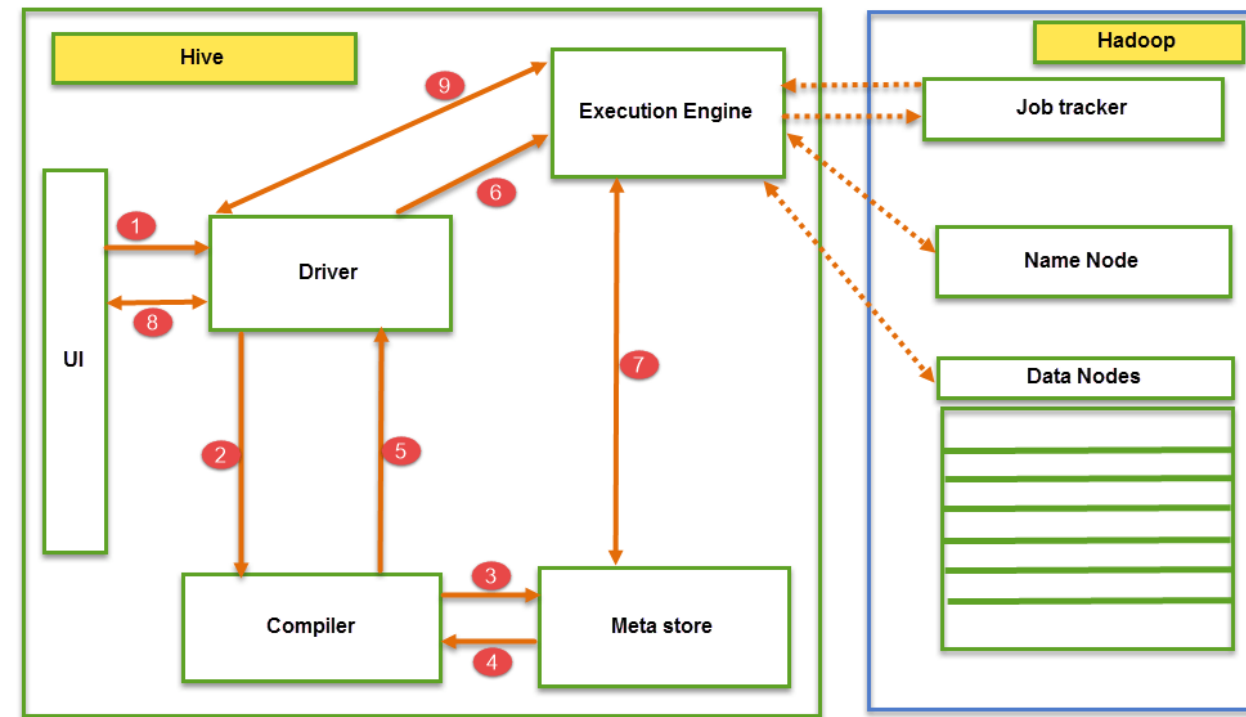 Hive
Hadoop
Execution Engine
Job tracker
9
6
1
Driver
Name Node
8
UI
7
Data Nodes
2
5
3
Compiler
Meta store
4